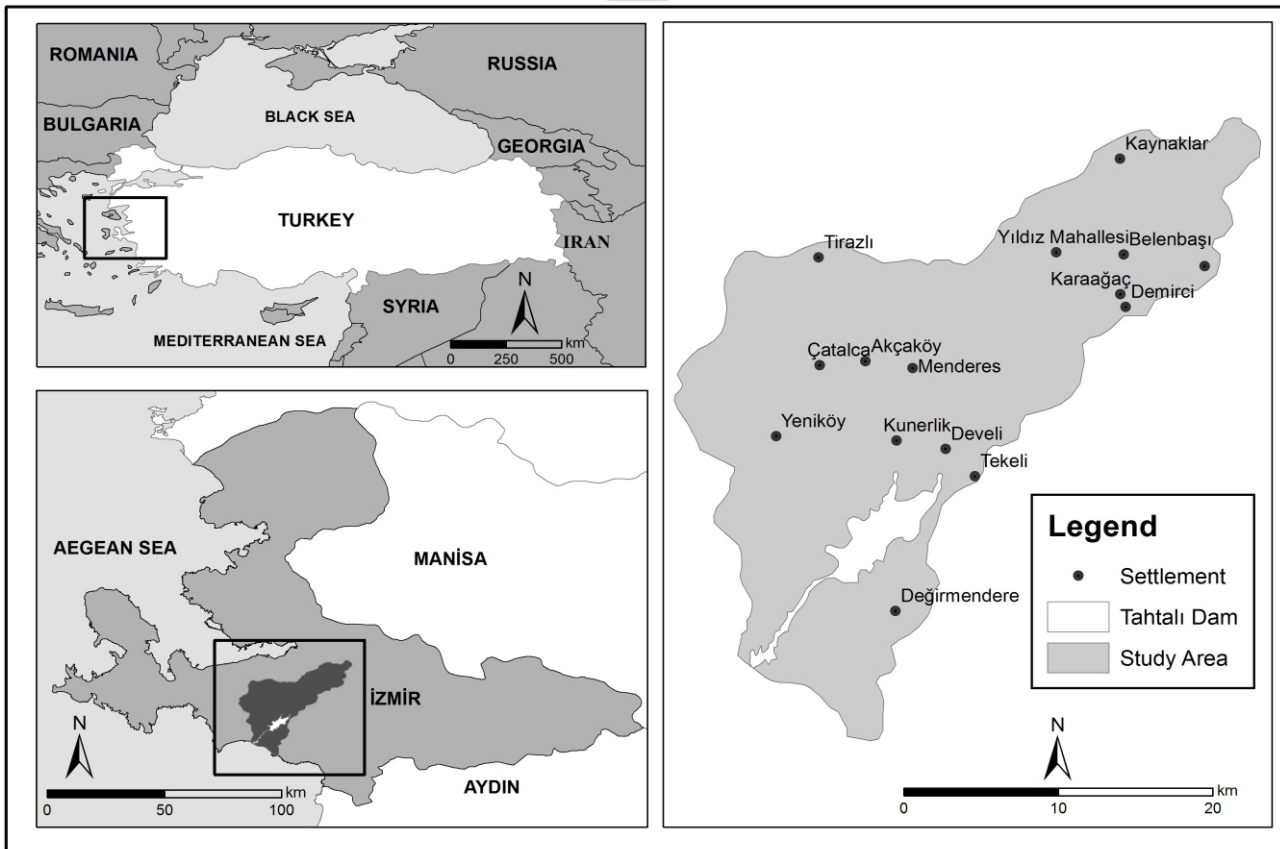 ROMANIA
RUSSIA
BLACK SEA
BULGARIA
GEORGIA
TURKEY
IRAN
N
SYRIA
MEDITERRANEAN SEA
km
0 250 500
AEGEAN SEA
MANİSA
İZMİR
N
AYDIN
km
0 50 100
Kaynaklar
Tirazlı
Yıldız Mahallesi
Belenbaşı
Karaağaç
Demirci
Çatalca
Akçaköy
Menderes
Yeniköy
Kunerlik
Develi
Tekeli
Değirmendere
Legend
Settlement
Tahtalı Dam
Study Area
N
km
0 10 20